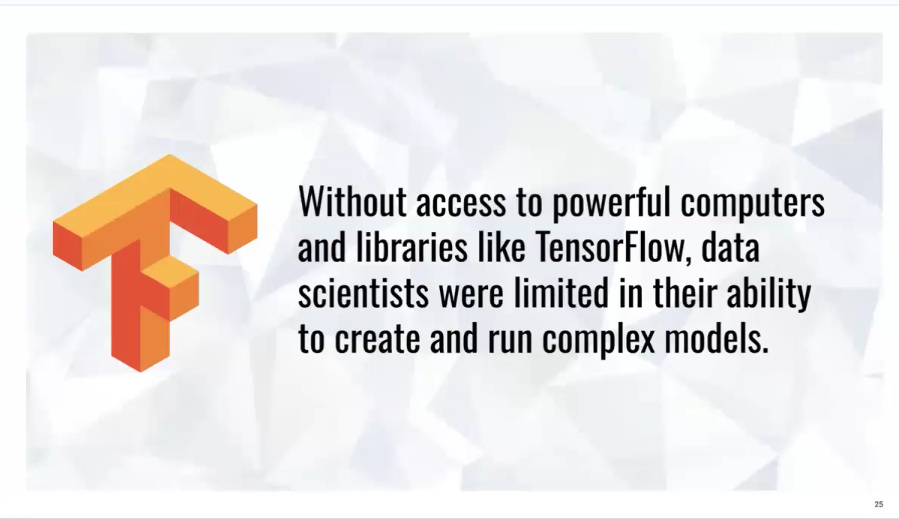 Without access to powerful computers
and libraries like TensorFlow, data
scientists were limited in their ability
to create and run complex models.
25